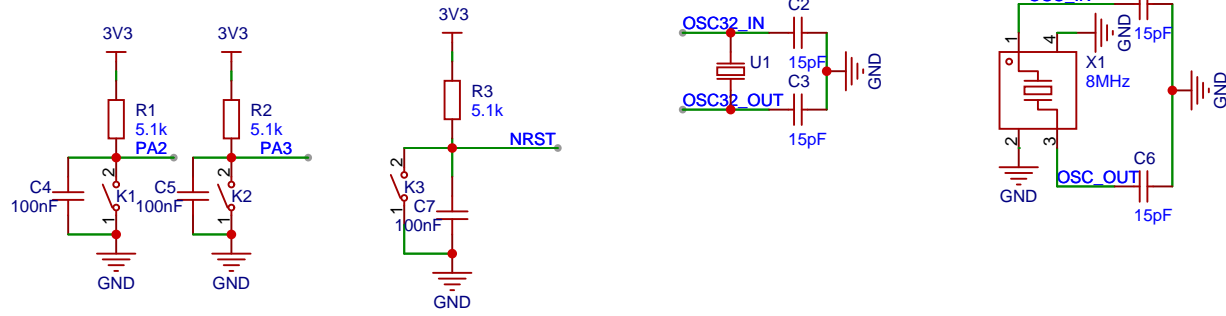 3V3
R1
5.1k
PA2
C4
100nF
2
K1
1
GND
3V3
R2
5.1k
PA3
C5
100nF
2
K2
1
GND
3V3
R3
5.1k
NRST
2
K3
1
C7
100nF
GND
OSC32_IN
C2
15pF
U1
OSC32_OUT
C3
15pF
GND
15pF
1
4
GND
X1
8MHz
2
3
GND
OSC_OUT
C6
15pF
GND